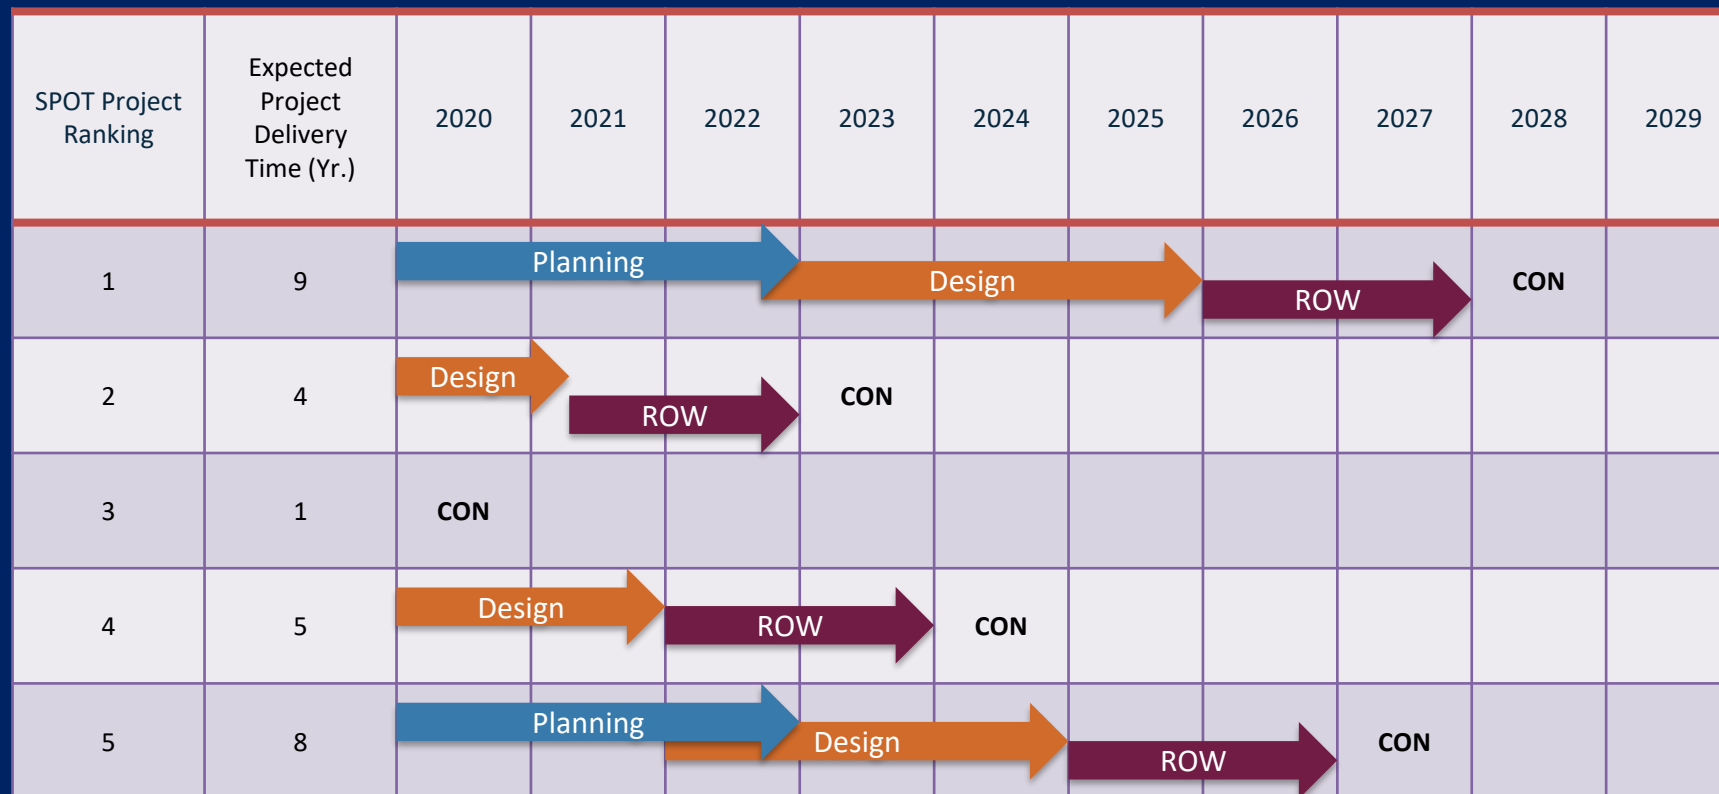 SPOT Project
Ranking
Expected
Project
Delivery
Time (Yr.)
2020
2021
2022
2023
2024
2025
2026
2027
2028
2029
1
9
Planning
Design
ROW
CON
2
4
Design
ROW
CON
3
1
CON
4
5
Design
ROW
CON
5
8
Planning
Design
ROW
CON